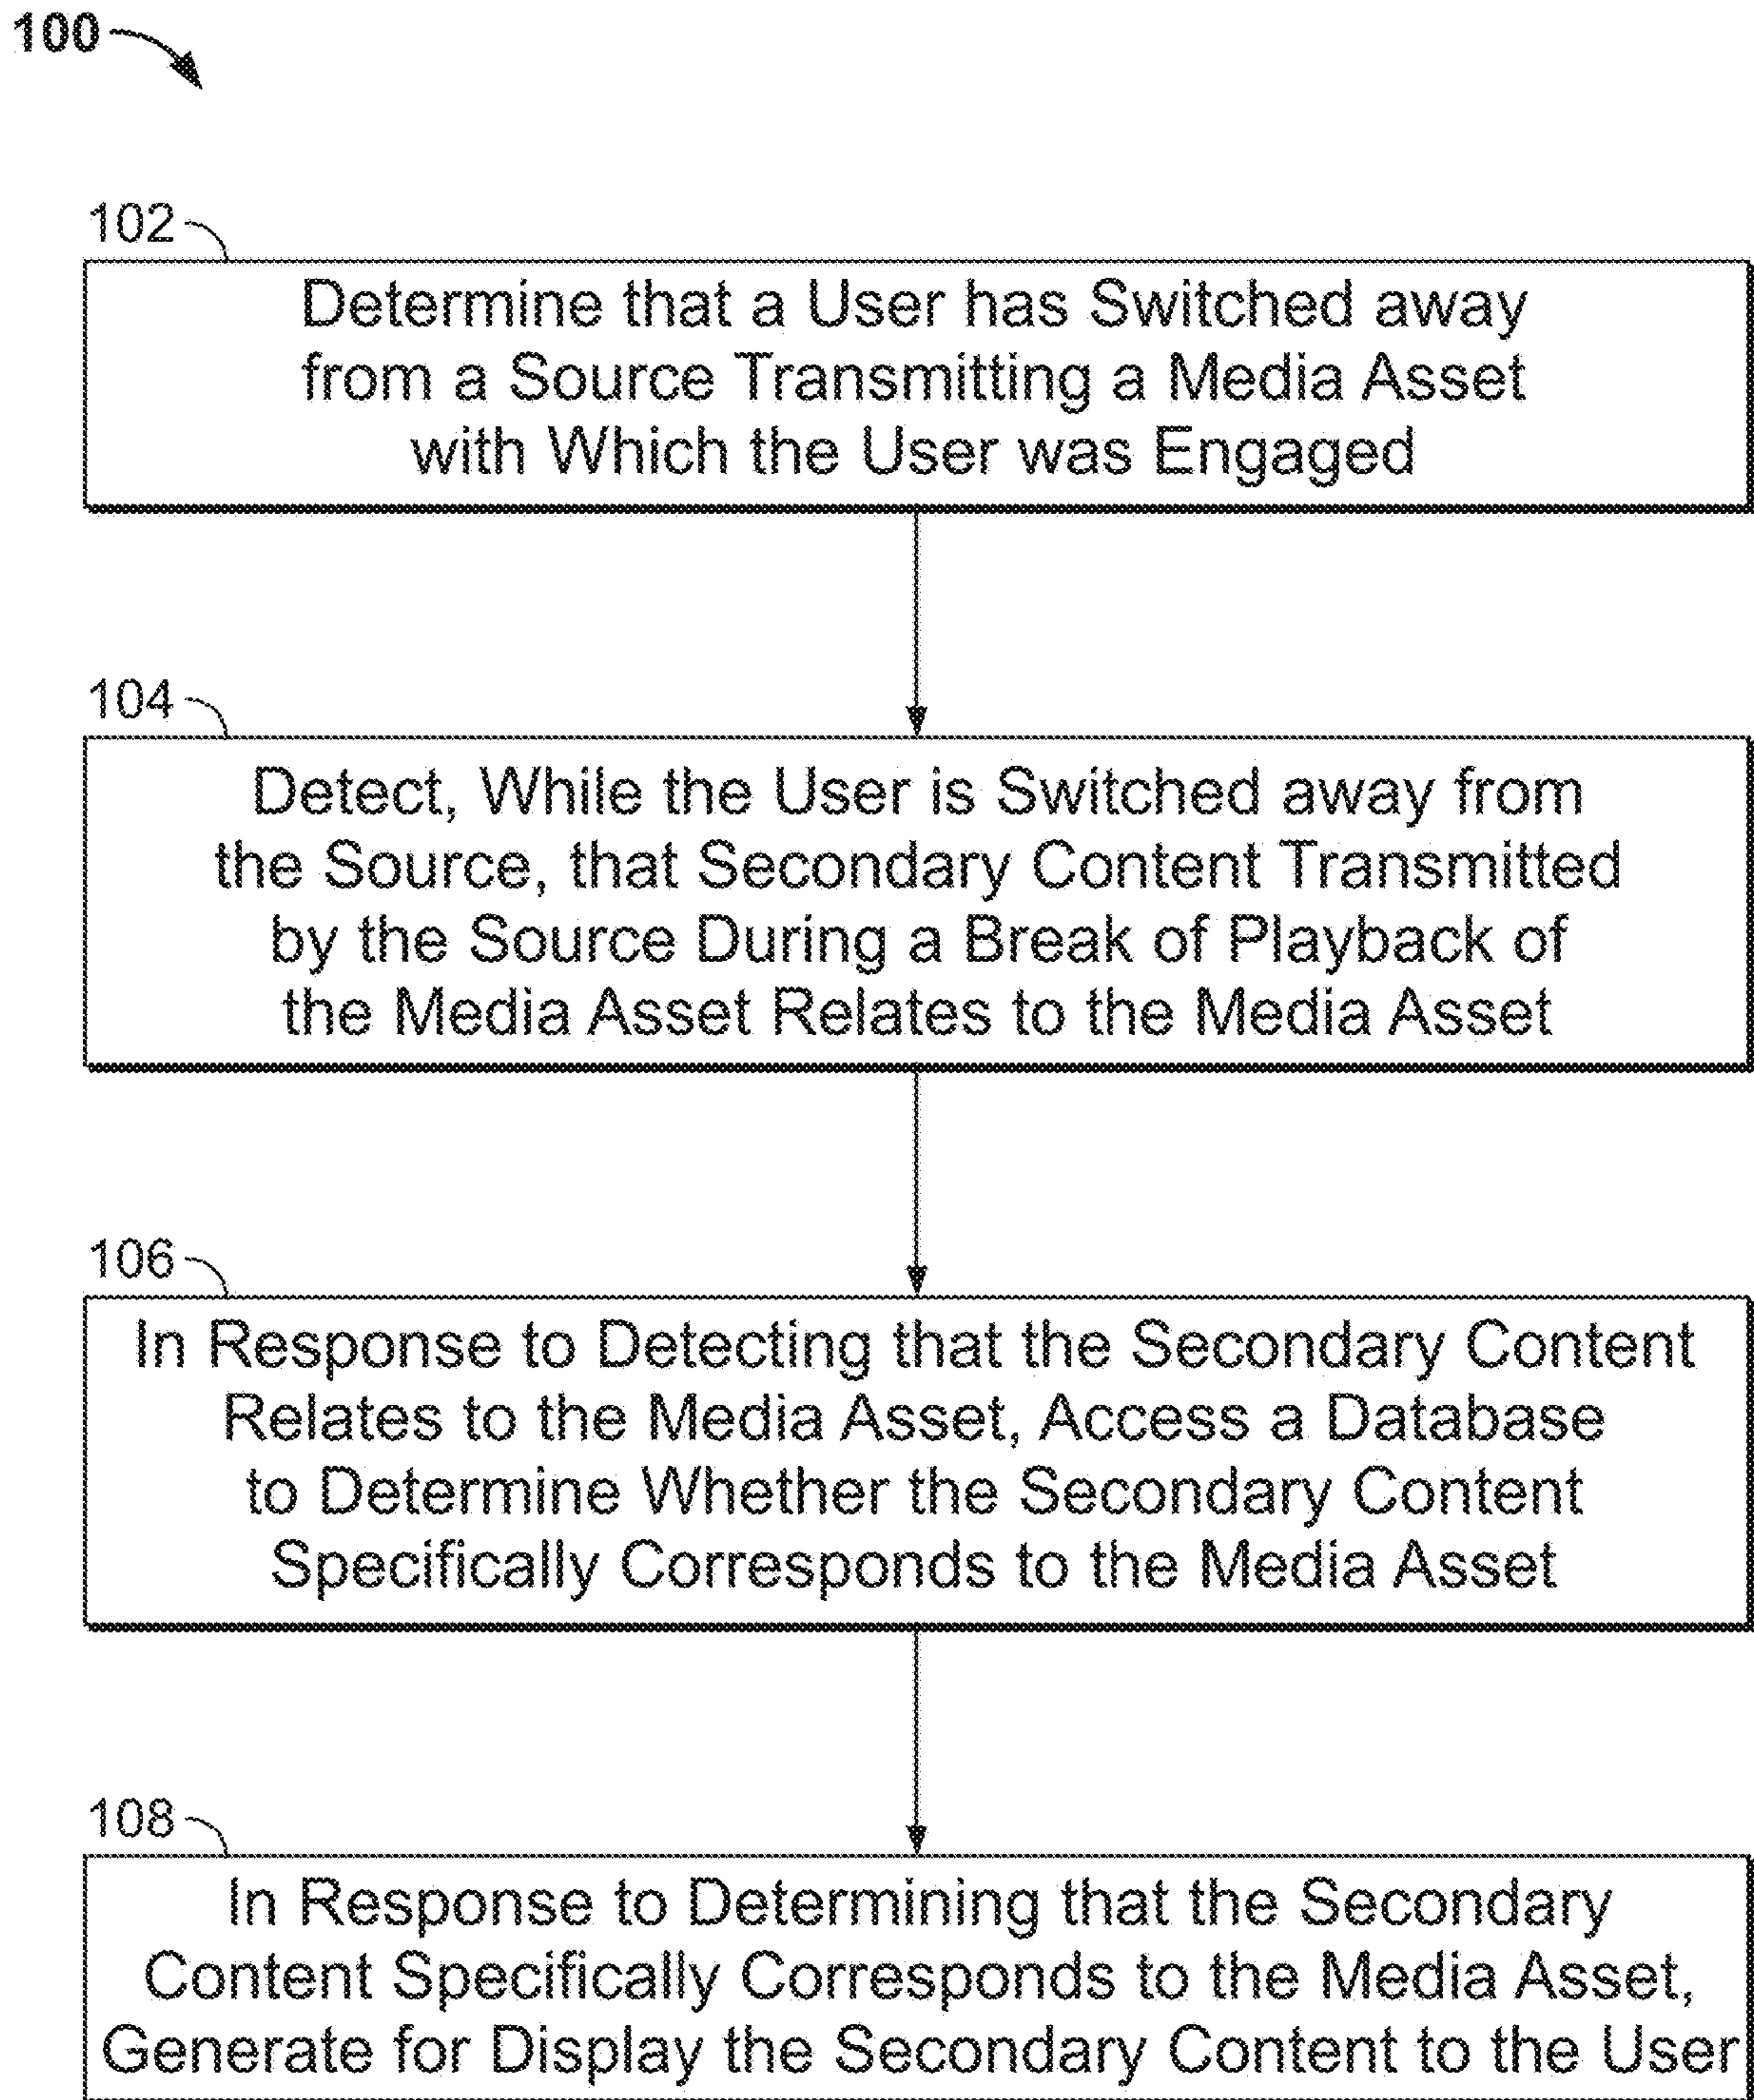 100
102
Determine that a User has Switched away
from a Source Transmitting a Media Asset
with Which the User was Engaged
104
Detect, While the User is Switched away from
the Source, that Secondary Content Transmitted
by the Source During a Break of Playback of
the Media Asset Relates to the Media Asset
106
In Response to Detecting that the Secondary Content
Relates to the Media Asset, Access a Database
to Determine Whether the Secondary Content
Specifically Corresponds to the Media Asset
108
In Response to Determining that the Secondary
Content Specifically Corresponds to the Media Asset,
Generate for Display the Secondary Content to the User